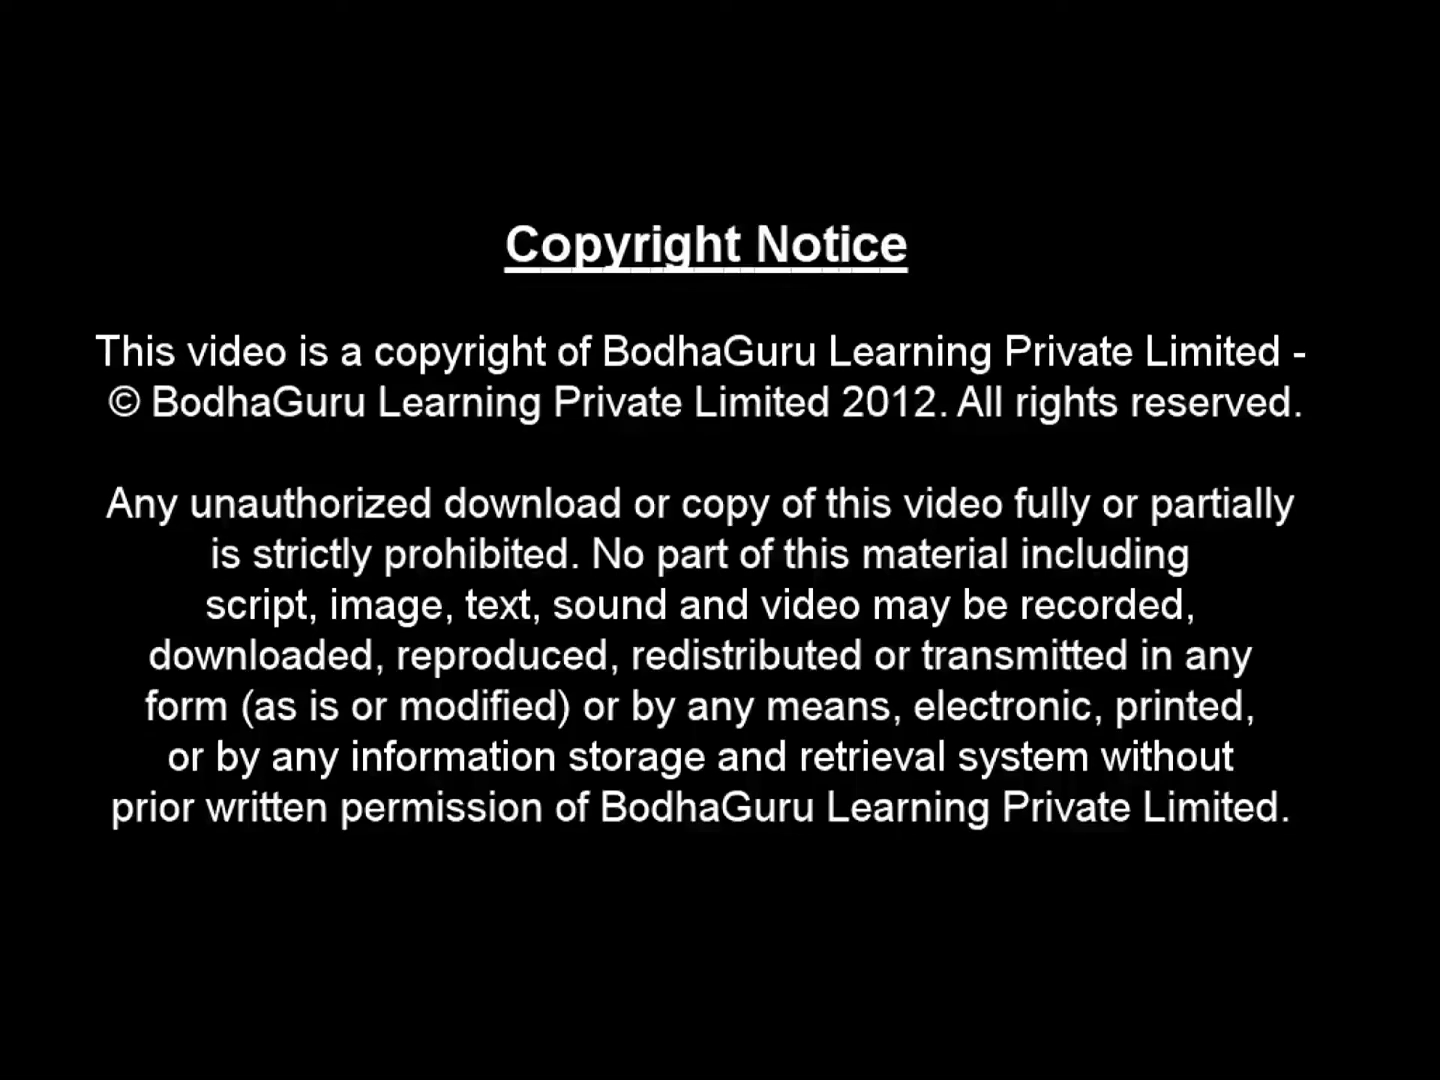 Copyright Notice
This video is a copyright of BodhaGuru Learning Private Limited -
© BodhaGuru Learning Private Limited 2012. All rights reserved.
Any unauthorized download or copy of this video fully or partially
is strictly prohibited. No part of this material including
script, image, text, sound and video may be recorded,
downloaded, reproduced, redistributed or transmitted in any
form (as is or modified) or by any means, electronic, printed,
or by any information storage and retrieval system without
prior written permission of BodhaGuru Learning Private Limited.